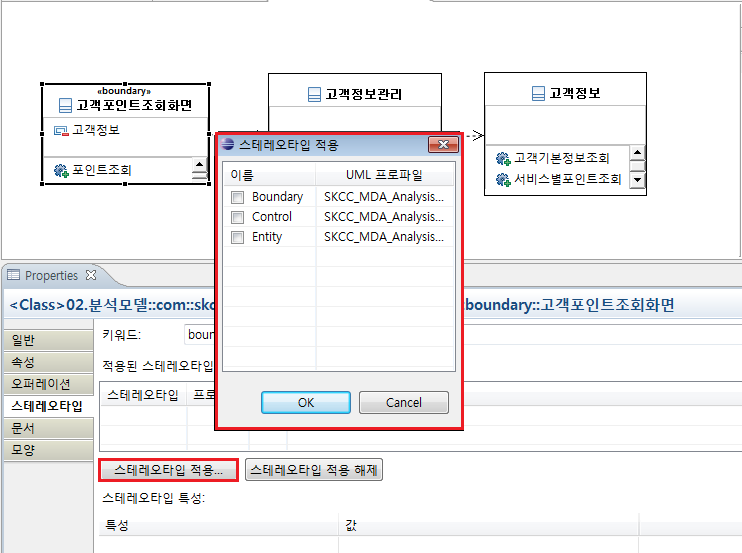 «boundary»
고객포인트조회화면
고객정보
포인트조회
고객정보관리
고객정보
고객기본정보조회
서비스별포인트조회
스테레오타입 적용
이름 UML 프로파일
Boundary SKCC_MDA_Analysis...
Control SKCC_MDA_Analysis...
Entity SKCC_MDA_Analysis...
OK Cancel
Properties
<Class>02.분석모델::com::skc boundary::고객포인트조회화면
일반
속성
오퍼레이션
스테레오타입
문서
모양
키워드: boun
적용된 스테레오타입
스테레오타입 프로
스테레오타입 적용... 스테레오타입 적용 해제
스테레오타입 특성:
특성 값